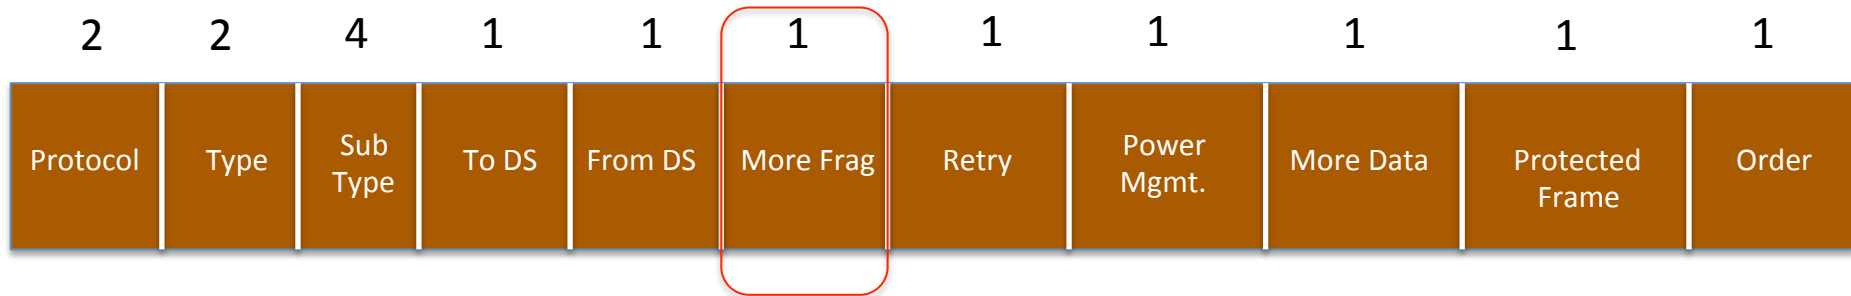 2 2 4 1 1 1 1 1 1 1 1
Protocol Type Sub Type To DS From DS More Frag Retry Power Mgmt. More Data Protected Frame Order